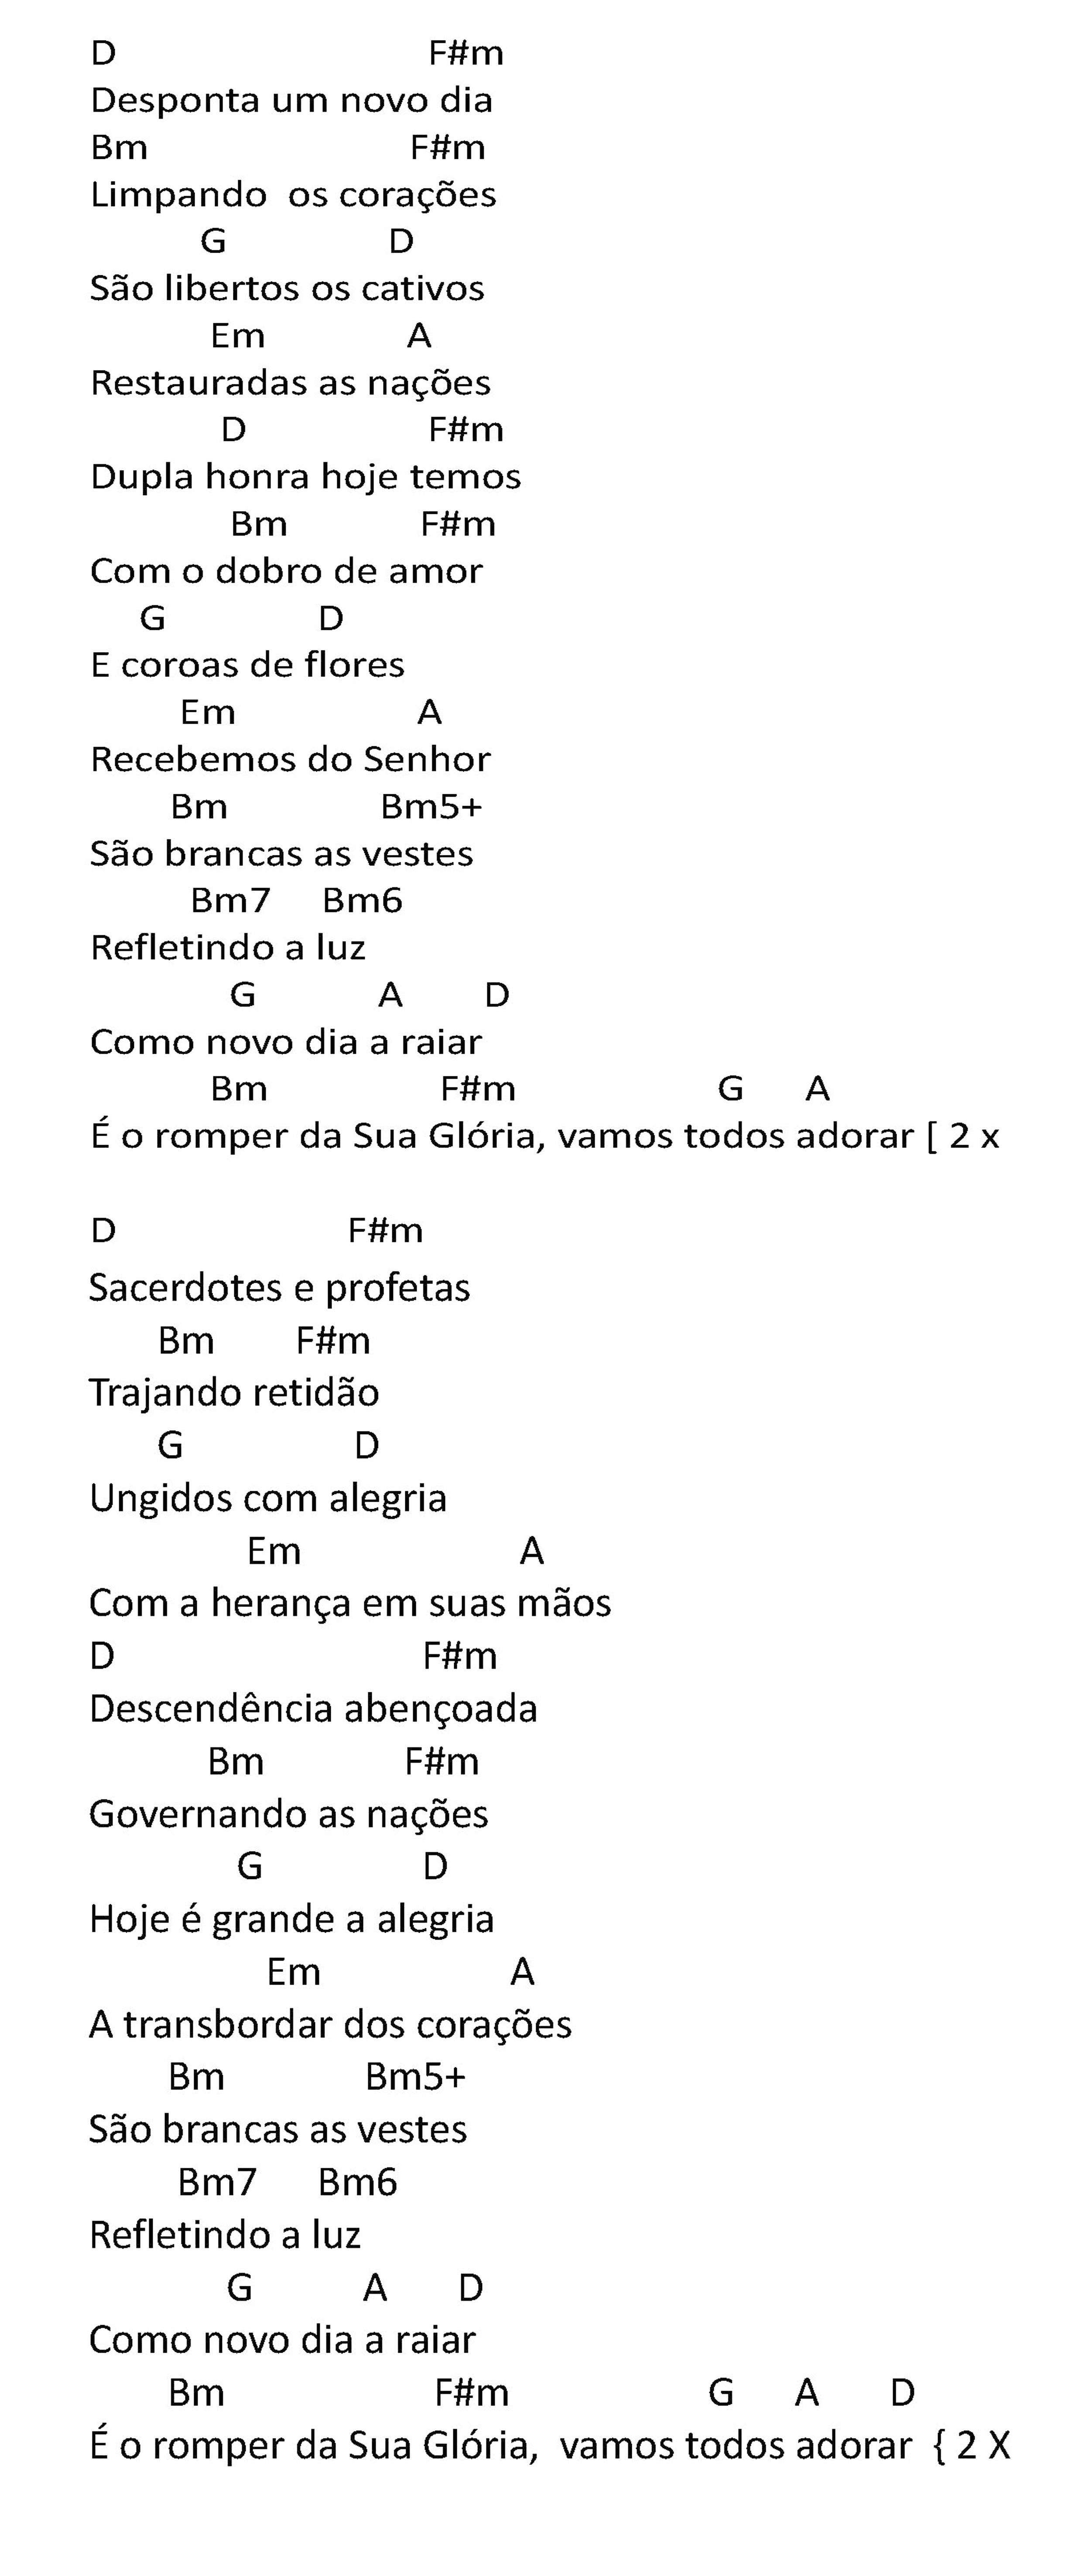 D F#m
Desponta um novo dia
Bm F#m
Limpando os corações
G D
São libertos os cativos
Em A
Restauradas as nações
D F#m
Dupla honra hoje temos
Bm F#m
Com o dobro de amor
G D
E coroas de flores
Em A
Recebemos do Senhor
Bm Bm5+
São brancas as vestes
Bm7 Bm6
Refletindo a luz
G A D
Como novo dia a raiar
Bm F#m G A
É o romper da Sua Glória, vamos todos adorar [ 2 x
D F#m
Sacerdotes e profetas
Bm F#m
Trajando retidão
G D
Ungidos com alegria
Em A
Com a herança em suas mãos
D F#m
Descendência abençoada
Bm F#m
Governando as nações
G D
Hoje é grande a alegria
Em A
A transbordar dos corações
Bm Bm5+
São brancas as vestes
Bm7 Bm6
Refletindo a luz
G A D
Como novo dia a raiar
Bm F#m G A D
É o romper da Sua Glória, vamos todos adorar { 2 X